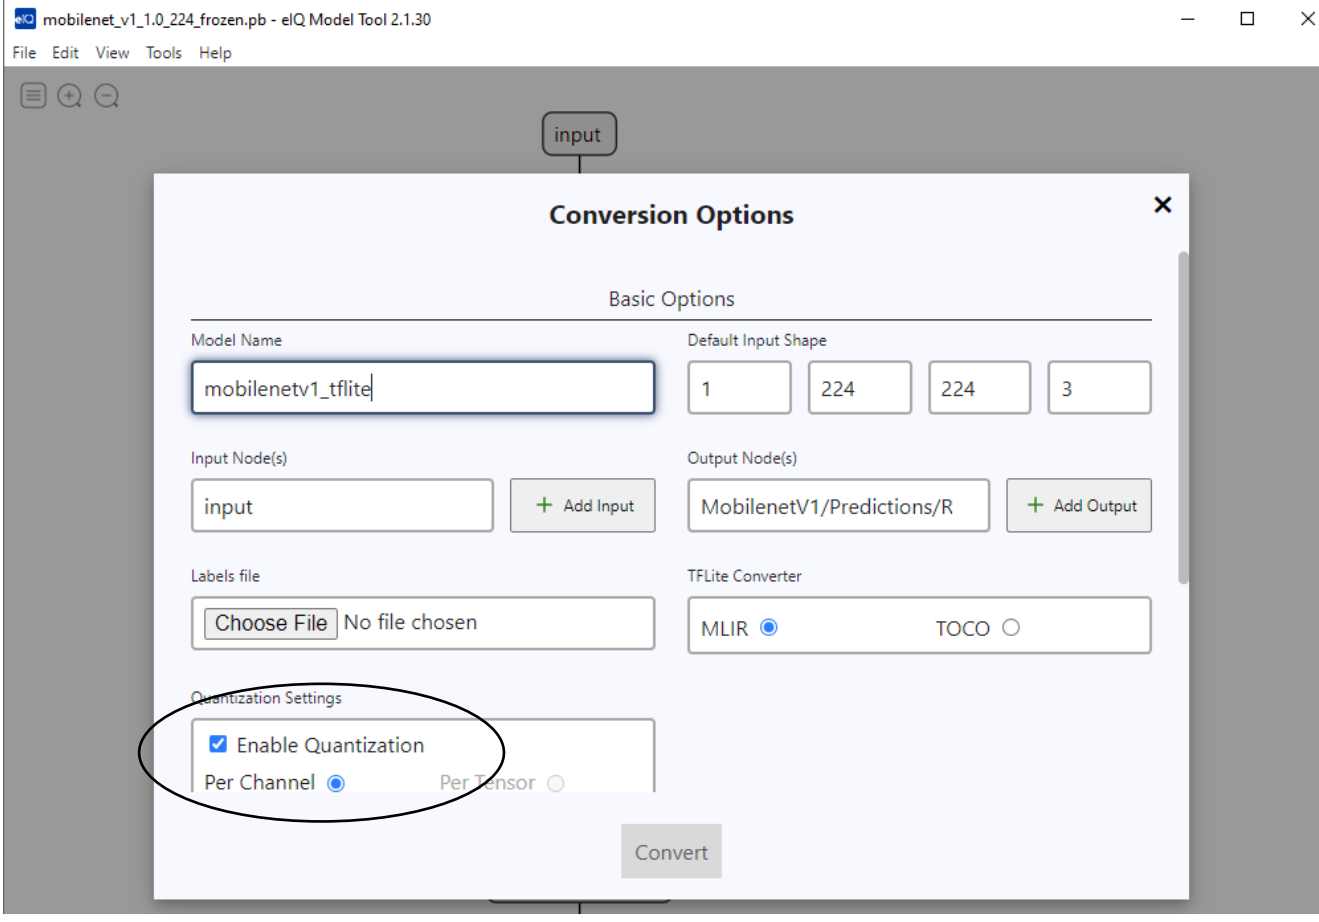 eIQ mobilenet_v1_1.0_224_frozen.pb - eIQ Model Tool 2.1.30
File Edit View Tools Help
input
Conversion Options
Basic Options
Model Name
Default Input Shape
mobilenetv1_tflite
1 224 224 3
Input Node(s)
Output Node(s)
input + Add Input
MobilenetV1/Predictions/R + Add Output
Labels file
TFLite Converter
Choose File No file chosen
MLIR TOCO
Quantization Settings
Enable Quantization
Per Channel Per Tensor
Convert